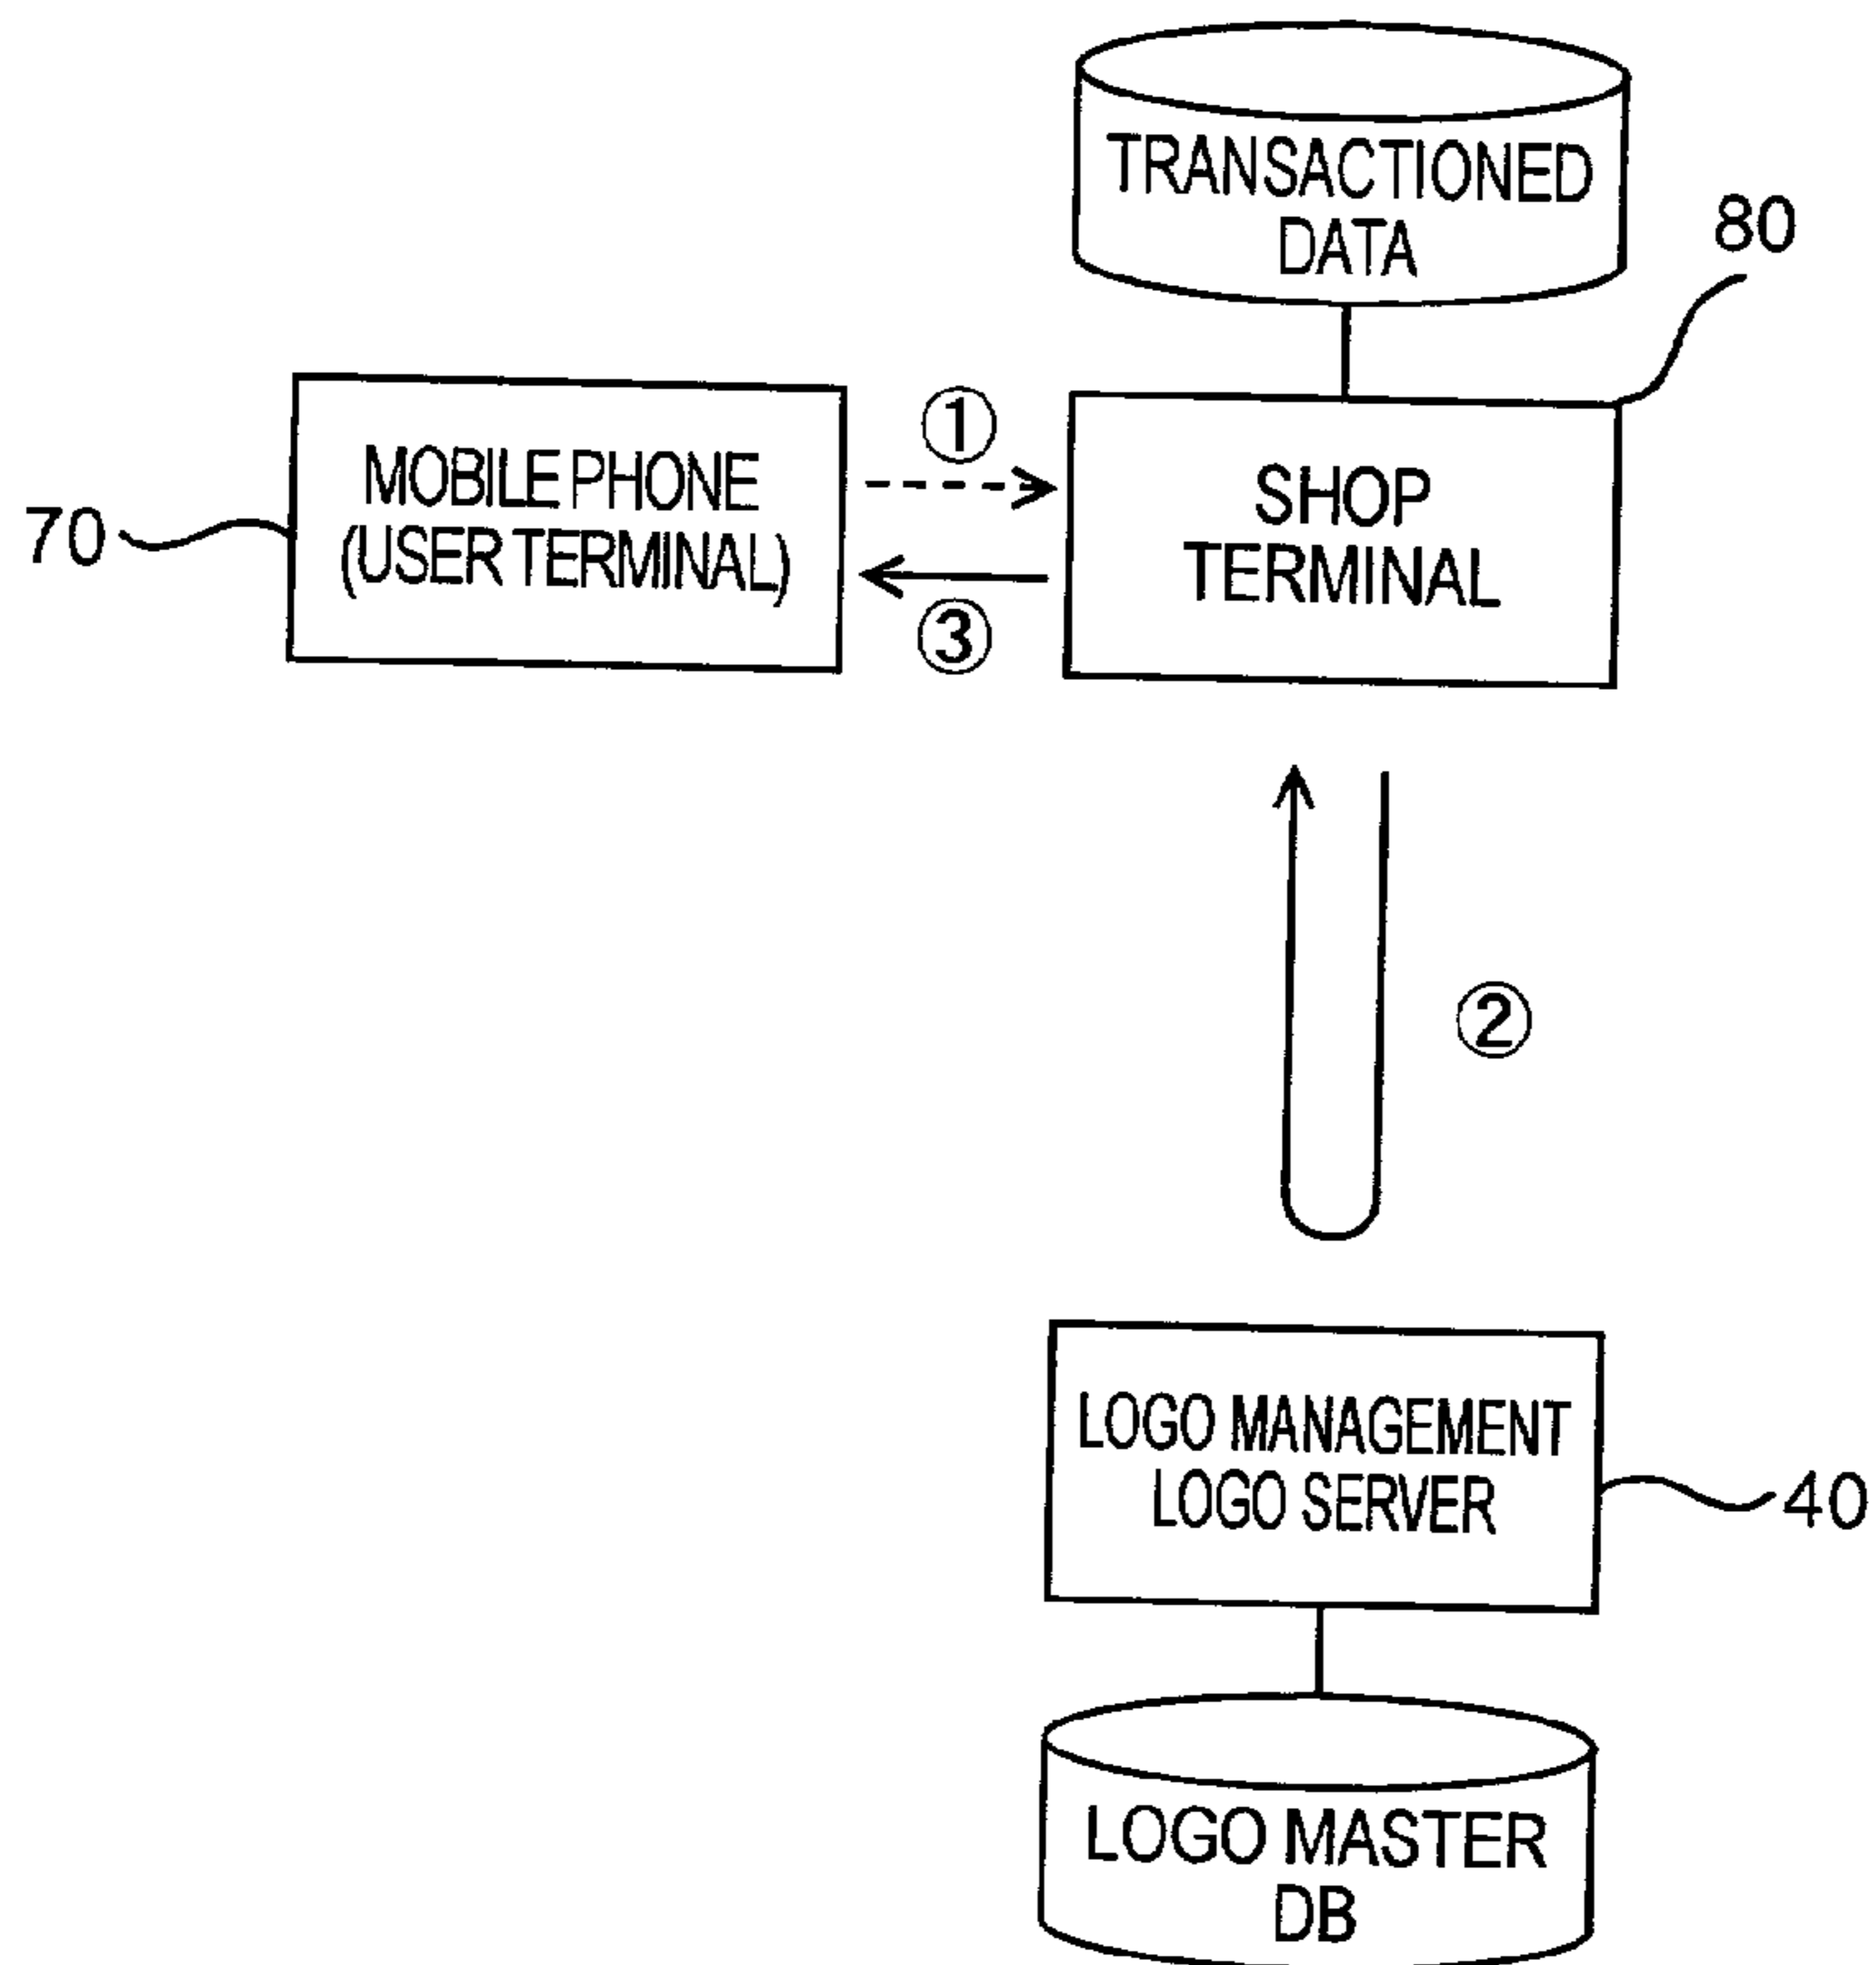 TRANSACTIONED
DATA
80
MOBILE PHONE
(USER TERMINAL)
70
①
③
SHOP
TERMINAL
②
LOGO MANAGEMENT
LOGO SERVER
40
LOGO MASTER
DB